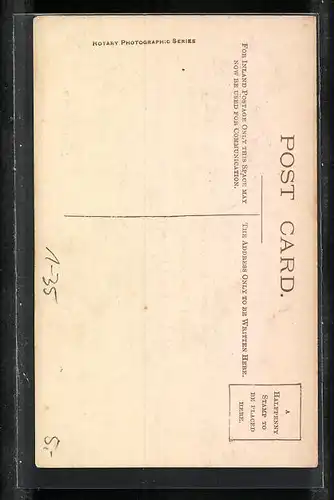 ROTARY PHOTOGRAPHIC SERIES
POST CARD.
FOR INLAND POSTAGE ONLY THIS SPACE MAY
NOW BE USED FOR COMMUNICATION.
THE ADDRESS ONLY TO BE WRITTEN HERE.
A
HALFPENNY
STAMP TO
BE PLACED
HERE.
11-35
5.-